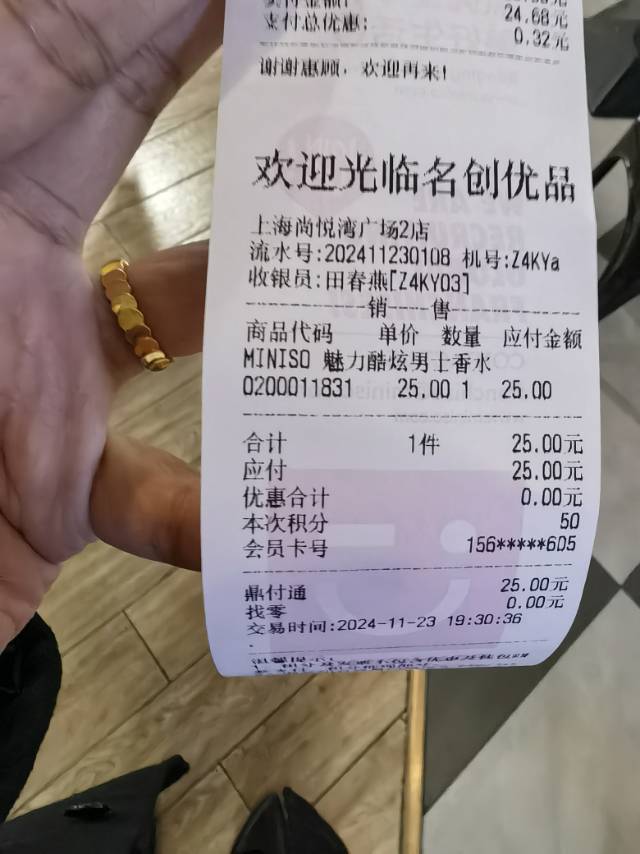 24.68元
支付总优惠: 0.32元
谢谢惠顾，欢迎再来!
欢迎光临名创优品
上海尚悦湾广场2店
流水号:202411230108 机号:Z4KYa
收银员:田春燕[Z4KY03]
销 售
商品代码 单价 数量 应付金额
MINISO 魅力酷炫男士香水
0200011831 25.00 1 25.00
合计 1件 25.00元
应付 25.00元
优惠合计 0.00元
本次积分 50
会员卡号 156*****605
鼎付通 25.00元
找零 0.00元
交易时间:2024-11-23 19:30:36